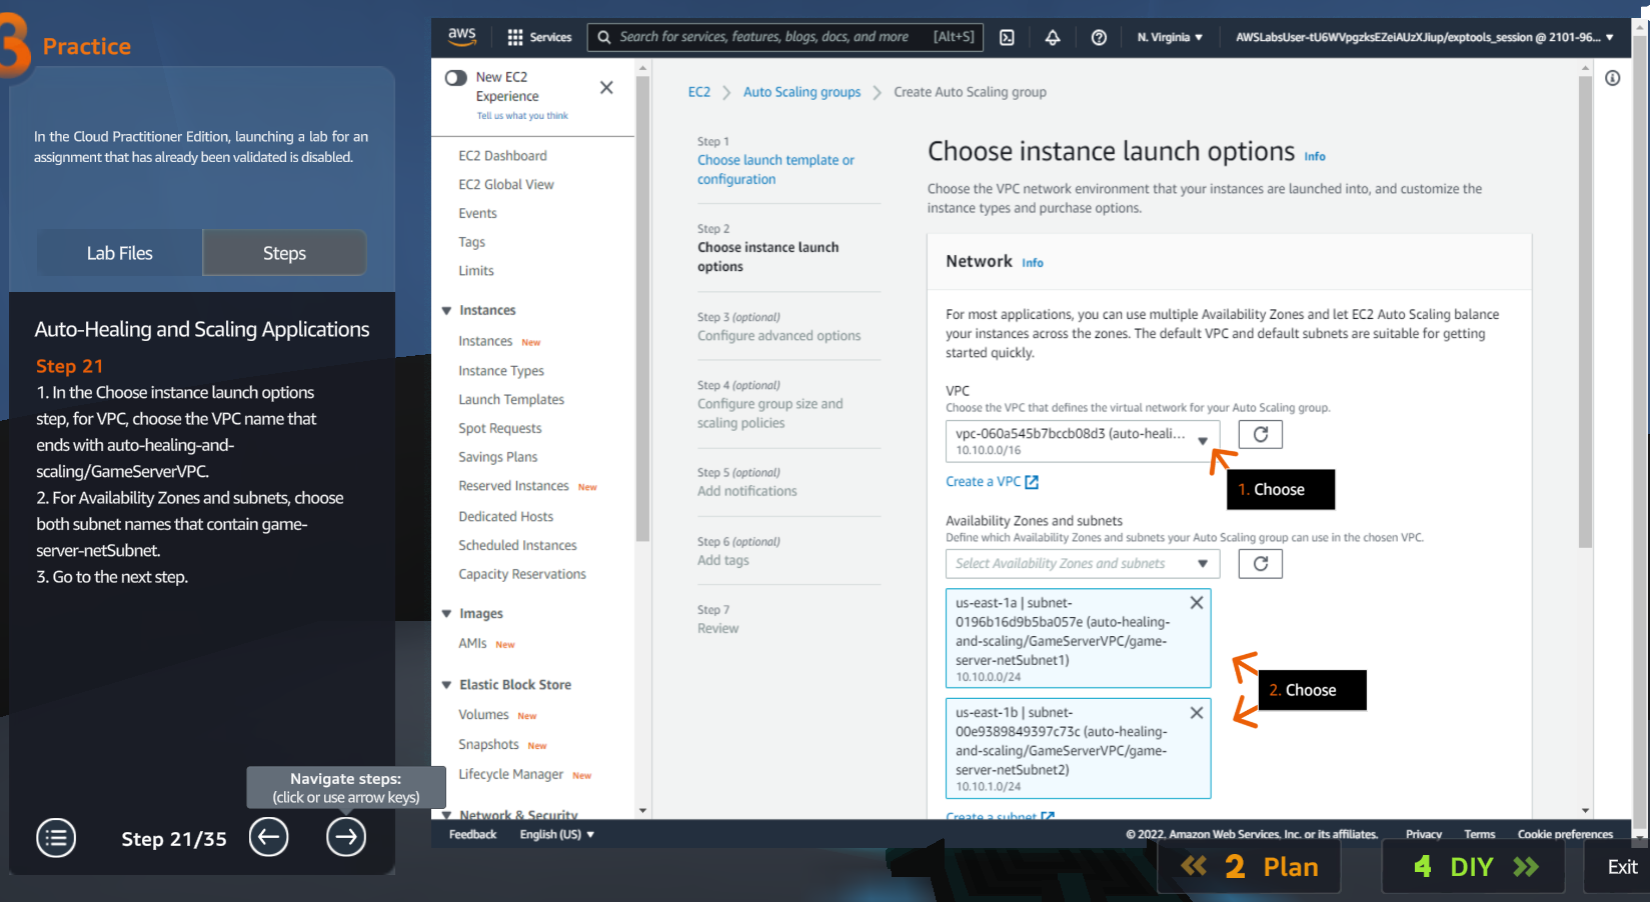 3 Practice
In the Cloud Practitioner Edition, launching a lab for an
assignment that has already been validated is disabled.
Lab Files
Steps
Auto-Healing and Scaling Applications
Step 21
1. In the Choose instance launch options
step, for VPC, choose the VPC name that
ends with auto-healing-and-
scaling/GameServerVPC.
2. For Availability Zones and subnets, choose
both subnet names that contain game-
server-netSubnet.
3. Go to the next step.
Navigate steps:
(click or use arrow keys)
Step 21/35
aws
Services
Search for services, features, blogs, docs, and more
[Alt+S]
N. Virginia
AWSLabsUser-tU6WVpgzksEZeiAUzXJiup/exptools_session @ 2101-96...
New EC2
Experience
Tell us what you think
EC2 Dashboard
EC2 Global View
Events
Tags
Limits
Instances
Instances New
Instance Types
Launch Templates
Spot Requests
Savings Plans
Reserved Instances New
Dedicated Hosts
Scheduled Instances
Capacity Reservations
Images
AMIs New
Elastic Block Store
Volumes New
Snapshots New
Lifecycle Manager New
Network & Security
EC2 > Auto Scaling groups > Create Auto Scaling group
Step 1
Choose launch template or
configuration
Step 2
Choose instance launch
options
Step 3 (optional)
Configure advanced options
Step 4 (optional)
Configure group size and
scaling policies
Step 5 (optional)
Add notifications
Step 6 (optional)
Add tags
Step 7
Review
Choose instance launch options Info
Choose the VPC network environment that your instances are launched into, and customize the
instance types and purchase options.
Network Info
For most applications, you can use multiple Availability Zones and let EC2 Auto Scaling balance
your instances across the zones. The default VPC and default subnets are suitable for getting
started quickly.
VPC
Choose the VPC that defines the virtual network for your Auto Scaling group.
vpc-060a545b7bccb08d3 (auto-heali...
10.10.0.0/16
Create a VPC
1. Choose
Availability Zones and subnets
Define which Availability Zones and subnets your Auto Scaling group can use in the chosen VPC.
Select Availability Zones and subnets
us-east-1a | subnet-
0196b16d9b5ba057e (auto-healing-
and-scaling/GameServerVPC/game-
server-netSubnet1)
10.10.0.0/24
2. Choose
us-east-1b | subnet-
00e9389849397c73c (auto-healing-
and-scaling/GameServerVPC/game-
server-netSubnet2)
10.10.1.0/24
Create a subnet
Feedback
English (US)
© 2022, Amazon Web Services, Inc. or its affiliates.
Privacy
Terms
Cookie preferences
2 Plan
4 DIY
Exit